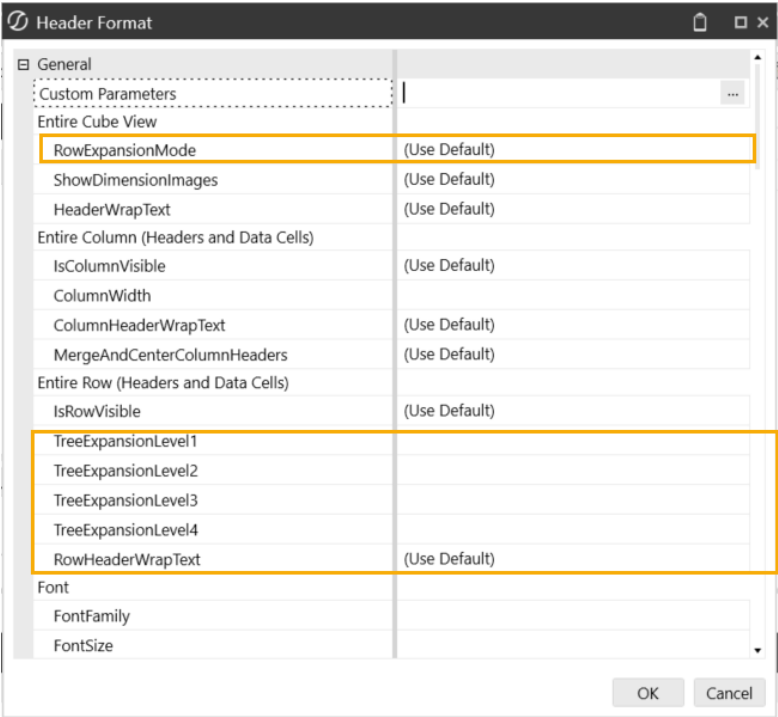 Header Format
General
Custom Parameters ...
Entire Cube View
RowExpansionMode (Use Default)
ShowDimensionImages (Use Default)
HeaderWrapText (Use Default)
Entire Column (Headers and Data Cells)
IsColumnVisible (Use Default)
ColumnWidth
ColumnHeaderWrapText (Use Default)
MergeAndCenterColumnHeaders (Use Default)
Entire Row (Headers and Data Cells)
IsRowVisible (Use Default)
TreeExpansionLevel1
TreeExpansionLevel2
TreeExpansionLevel3
TreeExpansionLevel4
RowHeaderWrapText (Use Default)
Font
FontFamily
FontSize
OK Cancel